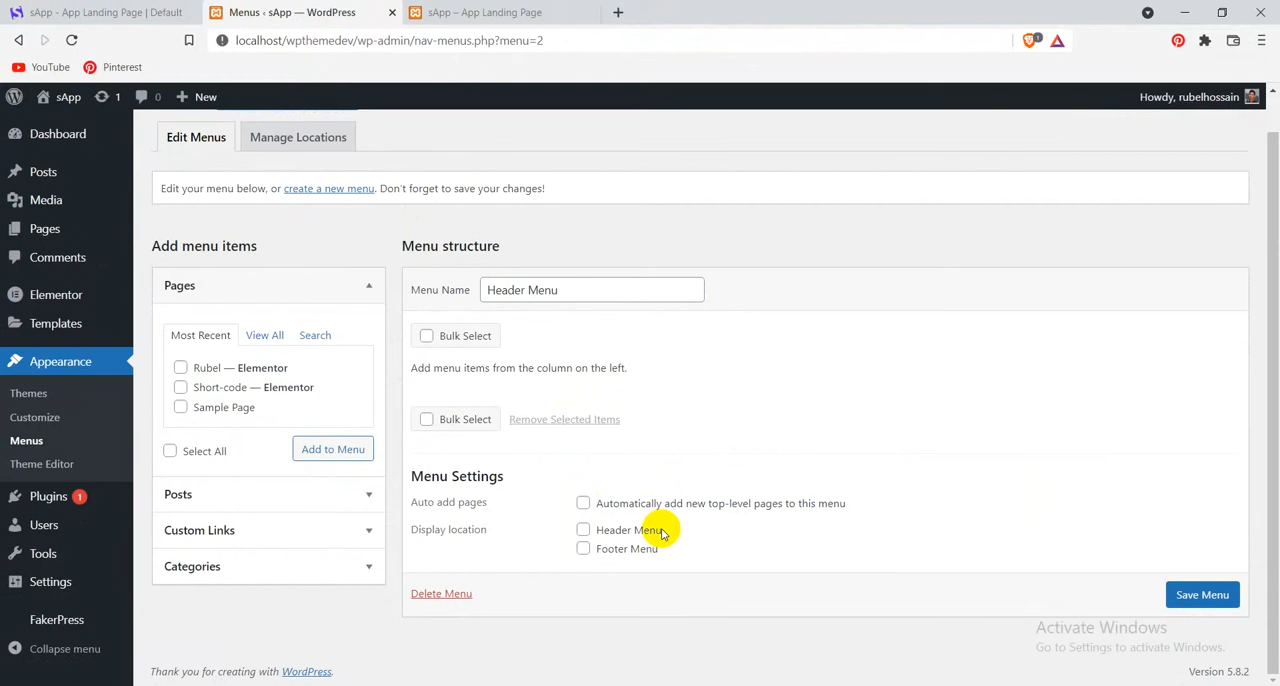 sApp - App Landing Page | Default
Menus ‹ sApp — WordPress
sApp – App Landing Page
localhost/wpthemedev/wp-admin/nav-menus.php?menu=2
1
YouTube
Pinterest
sApp
1
0
New
Howdy, rubelhossain
Dashboard
Posts
Media
Pages
Comments
Elementor
Templates
Appearance
Themes
Customize
Menus
Theme Editor
Plugins 1
Users
Tools
Settings
FakerPress
Collapse menu
Edit Menus
Manage Locations
Edit your menu below, or create a new menu. Don't forget to save your changes!
Add menu items
Pages
Most Recent
View All
Search
Rubel — Elementor
Short-code — Elementor
Sample Page
Select All
Add to Menu
Posts
Custom Links
Categories
Menu structure
Menu Name
Header Menu
Bulk Select
Add menu items from the column on the left.
Bulk Select
Remove Selected Items
Menu Settings
Auto add pages
Automatically add new top-level pages to this menu
Display location
Header Menu
Footer Menu
Delete Menu
Save Menu
Activate Windows
Go to Settings to activate Windows.
Thank you for creating with WordPress.
Version 5.8.2